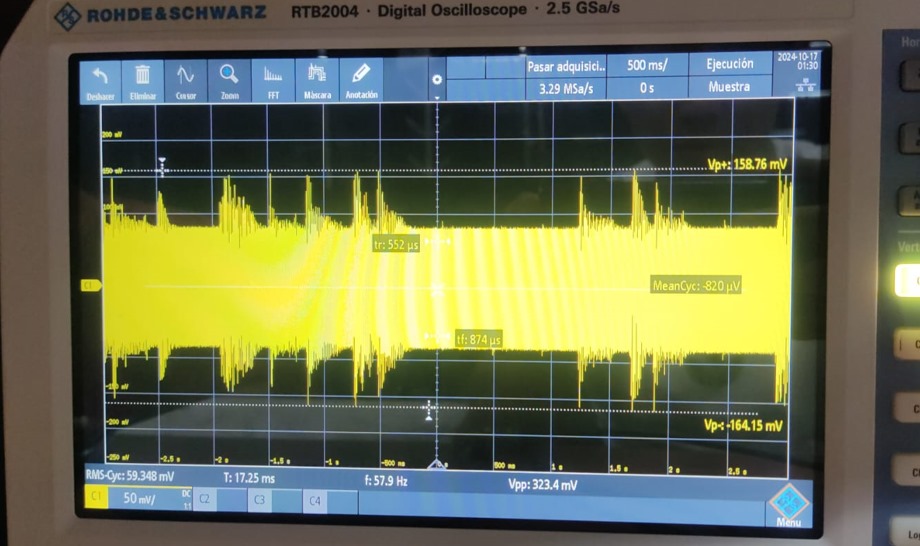 ROHDE&SCHWARZ RTB2004 · Digital Oscilloscope · 2.5 GSa/s
Deshacer Eliminar Cursor Zoom FFT Máscara Anotación
Pasar adquisici.. 500 ms/ Ejecución
3.29 MSa/s 0 s Muestra
2024-10-17
01:30
200 mV
150 mV
Vp+: 158.76 mV
tr: 552 µs
C1
MeanCyc: -820 µV
tf: 874 µs
-150 mV
-200 mV
Vp-: -164.15 mV
-250 mV -2.5 s -2 s -1.5 s -1 s -500 ms 500 ms 1 s 1.5 s 2 s 2.5 s
RMS-Cyc: 59.348 mV T: 17.25 ms f: 57.9 Hz Vpp: 323.4 mV
C1 50 mV/ DC C2 C3 C4
Menu